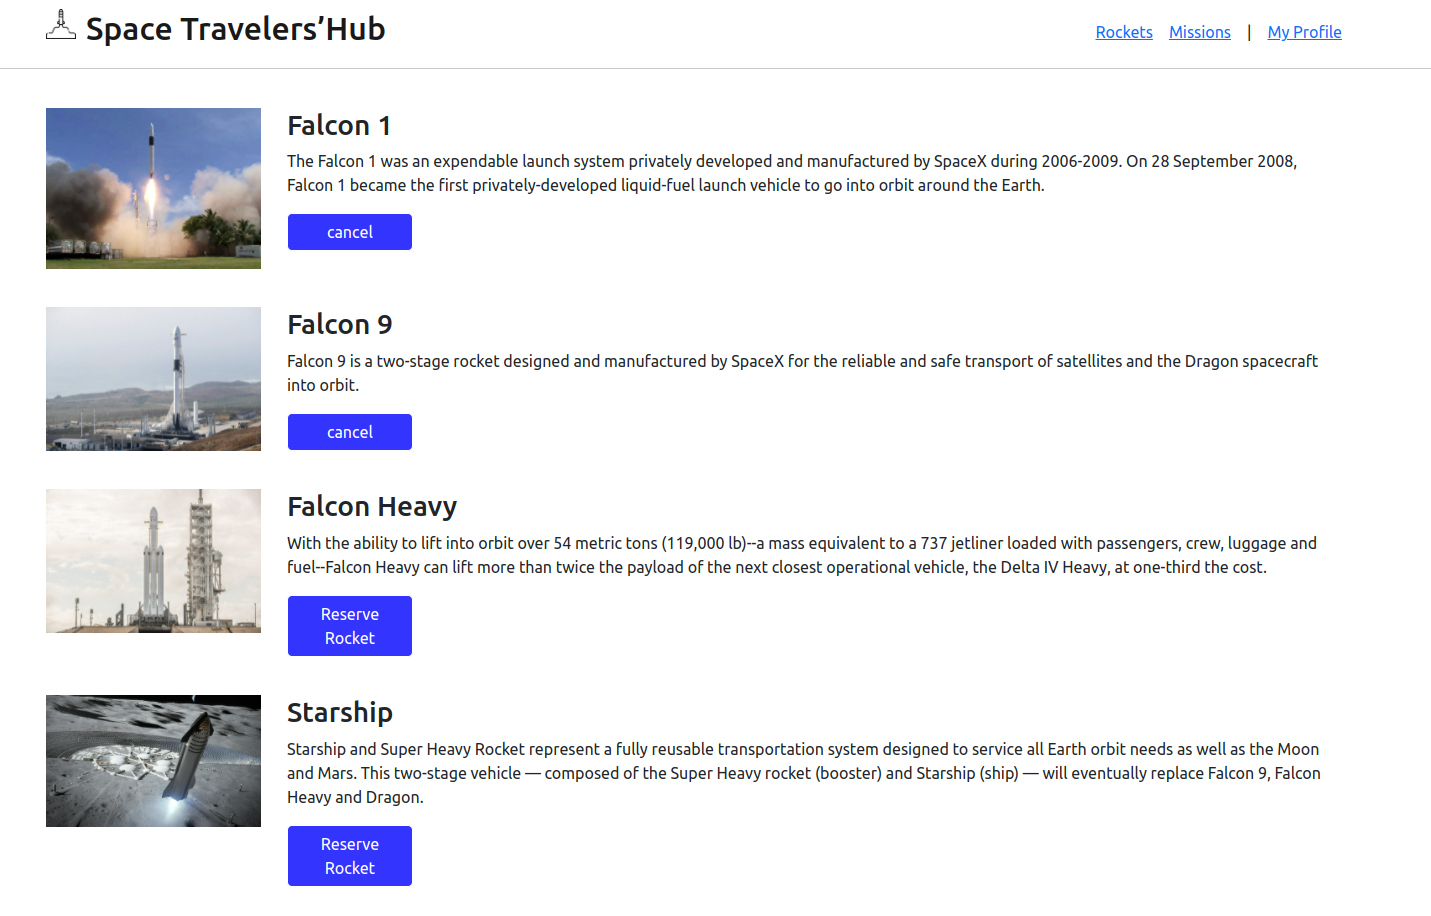 Space Travelers’Hub
Rockets Missions | My Profile
Falcon 1
The Falcon 1 was an expendable launch system privately developed and manufactured by SpaceX during 2006-2009. On 28 September 2008,
Falcon 1 became the first privately-developed liquid-fuel launch vehicle to go into orbit around the Earth.
cancel
Falcon 9
Falcon 9 is a two-stage rocket designed and manufactured by SpaceX for the reliable and safe transport of satellites and the Dragon spacecraft
into orbit.
cancel
Falcon Heavy
With the ability to lift into orbit over 54 metric tons (119,000 lb)--a mass equivalent to a 737 jetliner loaded with passengers, crew, luggage and
fuel--Falcon Heavy can lift more than twice the payload of the next closest operational vehicle, the Delta IV Heavy, at one-third the cost.
Reserve
Rocket
Starship
Starship and Super Heavy Rocket represent a fully reusable transportation system designed to service all Earth orbit needs as well as the Moon
and Mars. This two-stage vehicle — composed of the Super Heavy rocket (booster) and Starship (ship) — will eventually replace Falcon 9, Falcon
Heavy and Dragon.
Reserve
Rocket